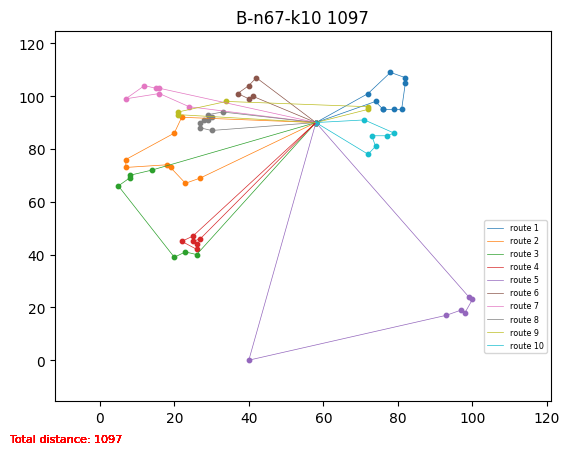 B-n67-k10 1097
120
100
80
60
40
20
0
0 20 40 60 80 100 120
route 1
route 2
route 3
route 4
route 5
route 6
route 7
route 8
route 9
route 10
Total distance: 1097